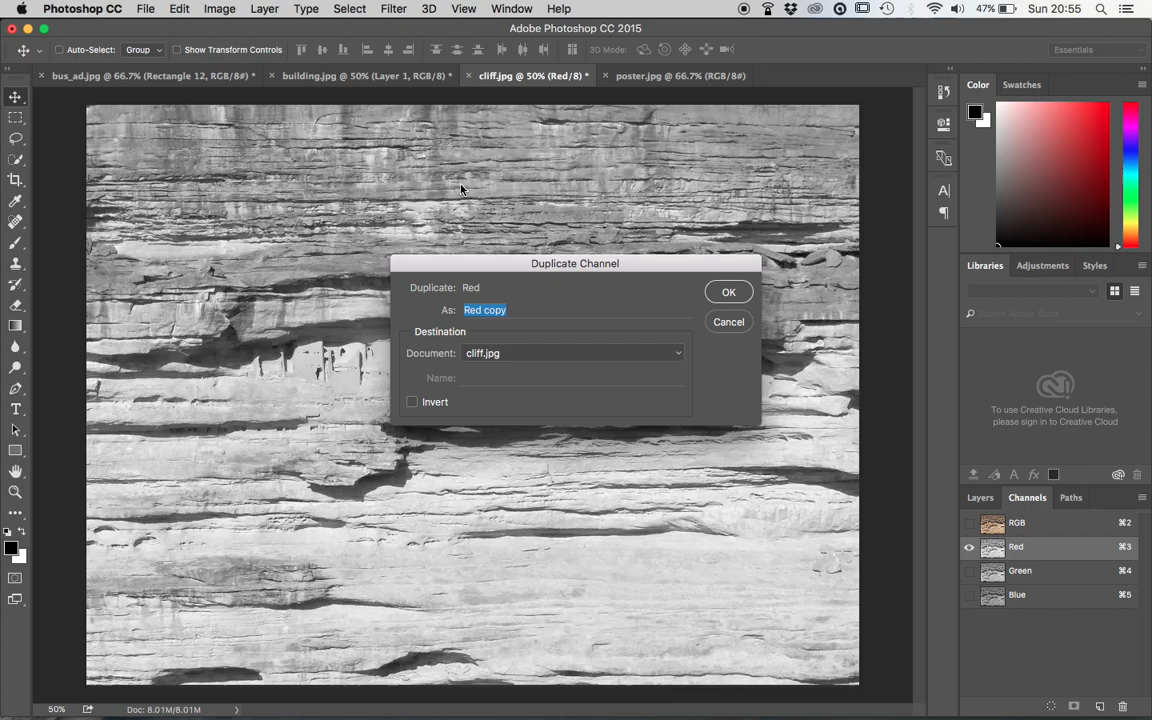 Photoshop CC File Edit Image Layer Type Select Filter 3D View Window Help 47% Sun 20:55
Adobe Photoshop CC 2015
Auto-Select: Group Show Transform Controls 3D Mode: Essentials
bus_ad.jpg @ 66.7% (Rectangle 12, RGB/8#) * building.jpg @ 50% (Layer 1, RGB/8) * cliff.jpg @ 50% (Red/8) * poster.jpg @ 66.7% (RGB/8#)
Color Swatches
Duplicate Channel
Duplicate: Red
OK
As: Red copy
Cancel
Destination
Document: cliff.jpg
Name:
Invert
Libraries Adjustments Styles
Search Adobe Stock
To use Creative Cloud Libraries,
please sign in to Creative Cloud
Layers Channels Paths
RGB ⌘2
Red ⌘3
Green ⌘4
Blue ⌘5
50% Doc: 8.01M/8.01M